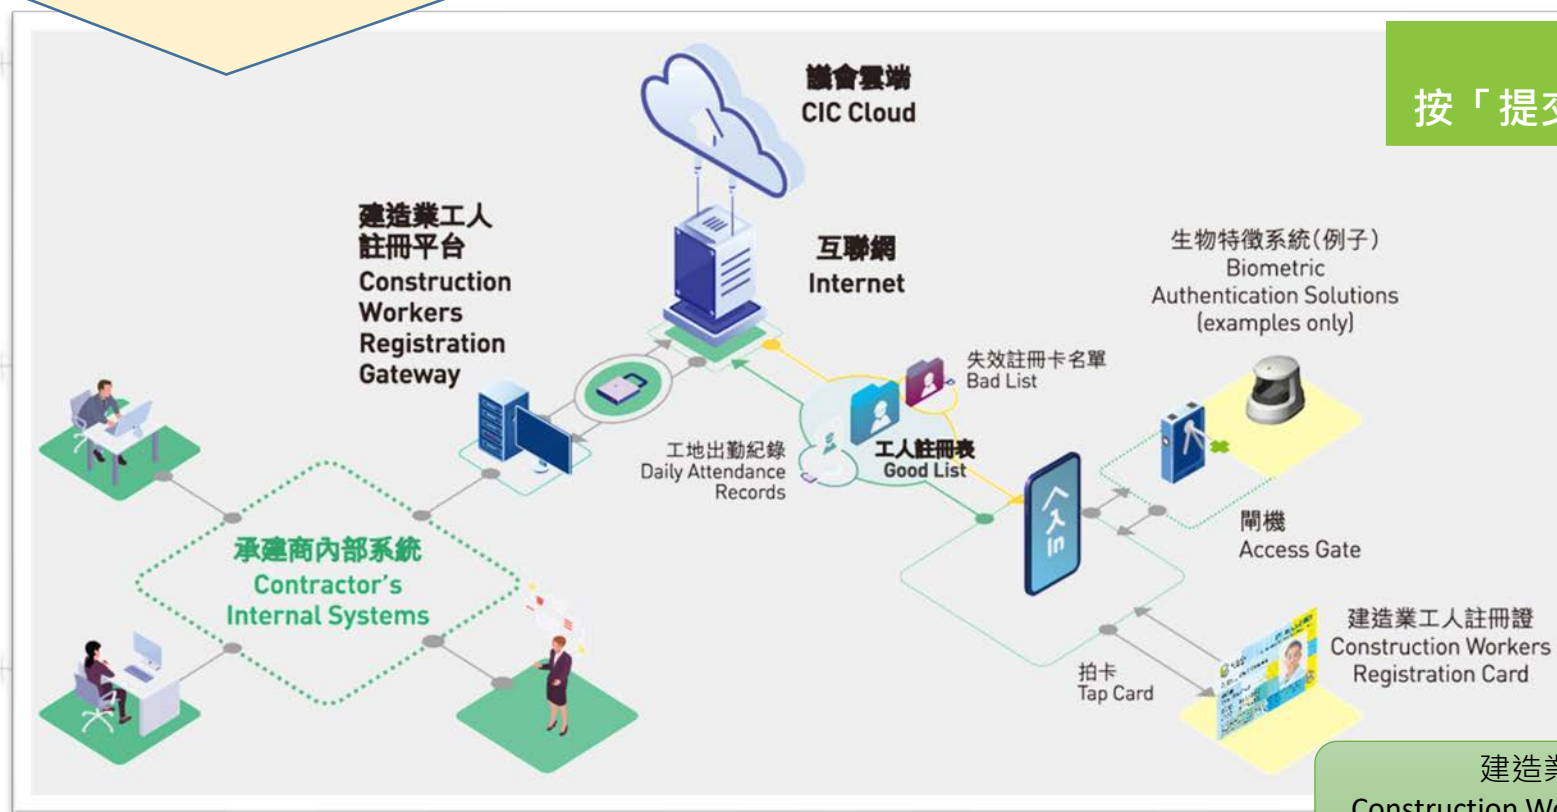 議會雲端
CIC Cloud
按「提交
建造業工人
註冊平台
Construction
Workers
Registration
Gateway
互聯網
Internet
生物特徵系統(例子)
Biometric
Authentication Solutions
(examples only)
失效註冊卡名單
Bad List
工人註冊表
Good List
工地出勤紀錄
Daily Attendance
Records
入
In
閘機
Access Gate
承建商內部系統
Contractor's
Internal Systems
建造業工人註冊證
Construction Workers
Registration Card
拍卡
Tap Card
建造業
Construction Wo